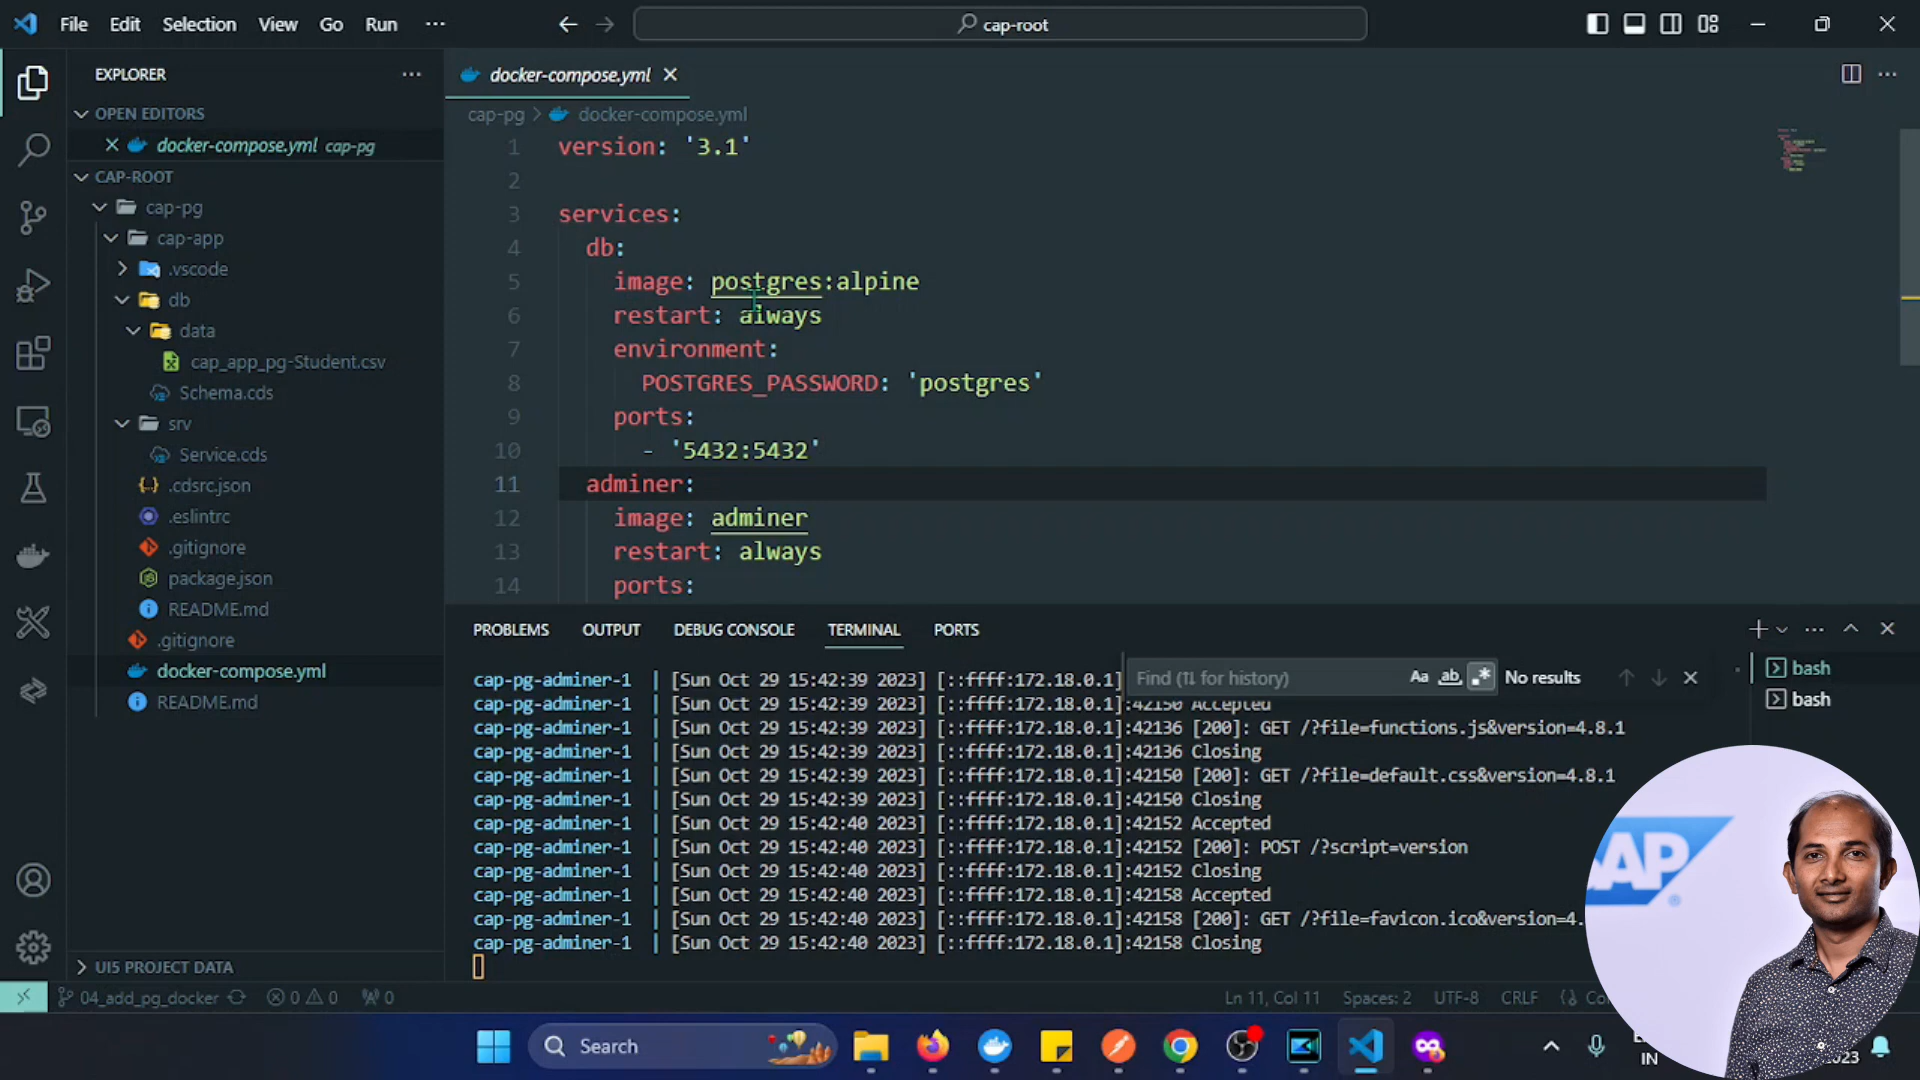 File Edit Selection View Go Run ···
cap-root
EXPLORER ···
OPEN EDITORS
docker-compose.yml cap-pg
CAP-ROOT
cap-pg
cap-app
.vscode
db
data
cap_app_pg-Student.csv
Schema.cds
srv
Service.cds
.cdsrc.json
.eslintrc
.gitignore
package.json
README.md
.gitignore
docker-compose.yml
README.md
UI5 PROJECT DATA
docker-compose.yml
cap-pg > docker-compose.yml
1 version: '3.1'
2
3 services:
4 db:
5 image: postgres:alpine
6 restart: always
7 environment:
8 POSTGRES_PASSWORD: 'postgres'
9 ports:
10 - '5432:5432'
11 adminer:
12 image: adminer
13 restart: always
14 ports:
PROBLEMS OUTPUT DEBUG CONSOLE TERMINAL PORTS
Find (⇅ for history) Aa ab .* No results
bash
bash
cap-pg-adminer-1 | [Sun Oct 29 15:42:39 2023] [::ffff:172.18.0.1]
cap-pg-adminer-1 | [Sun Oct 29 15:42:39 2023] [::ffff:172.18.0.1]:42150 Accepted
cap-pg-adminer-1 | [Sun Oct 29 15:42:39 2023] [::ffff:172.18.0.1]:42136 [200]: GET /?file=functions.js&version=4.8.1
cap-pg-adminer-1 | [Sun Oct 29 15:42:39 2023] [::ffff:172.18.0.1]:42136 Closing
cap-pg-adminer-1 | [Sun Oct 29 15:42:39 2023] [::ffff:172.18.0.1]:42150 [200]: GET /?file=default.css&version=4.8.1
cap-pg-adminer-1 | [Sun Oct 29 15:42:39 2023] [::ffff:172.18.0.1]:42150 Closing
cap-pg-adminer-1 | [Sun Oct 29 15:42:40 2023] [::ffff:172.18.0.1]:42152 Accepted
cap-pg-adminer-1 | [Sun Oct 29 15:42:40 2023] [::ffff:172.18.0.1]:42152 [200]: POST /?script=version
cap-pg-adminer-1 | [Sun Oct 29 15:42:40 2023] [::ffff:172.18.0.1]:42152 Closing
cap-pg-adminer-1 | [Sun Oct 29 15:42:40 2023] [::ffff:172.18.0.1]:42158 Accepted
cap-pg-adminer-1 | [Sun Oct 29 15:42:40 2023] [::ffff:172.18.0.1]:42158 [200]: GET /?file=favicon.ico&version=4.
cap-pg-adminer-1 | [Sun Oct 29 15:42:40 2023] [::ffff:172.18.0.1]:42158 Closing
AP
04_add_pg_docker 0 0 0 Ln 11, Col 11 Spaces: 2 UTF-8 CRLF
Search
IN 2023